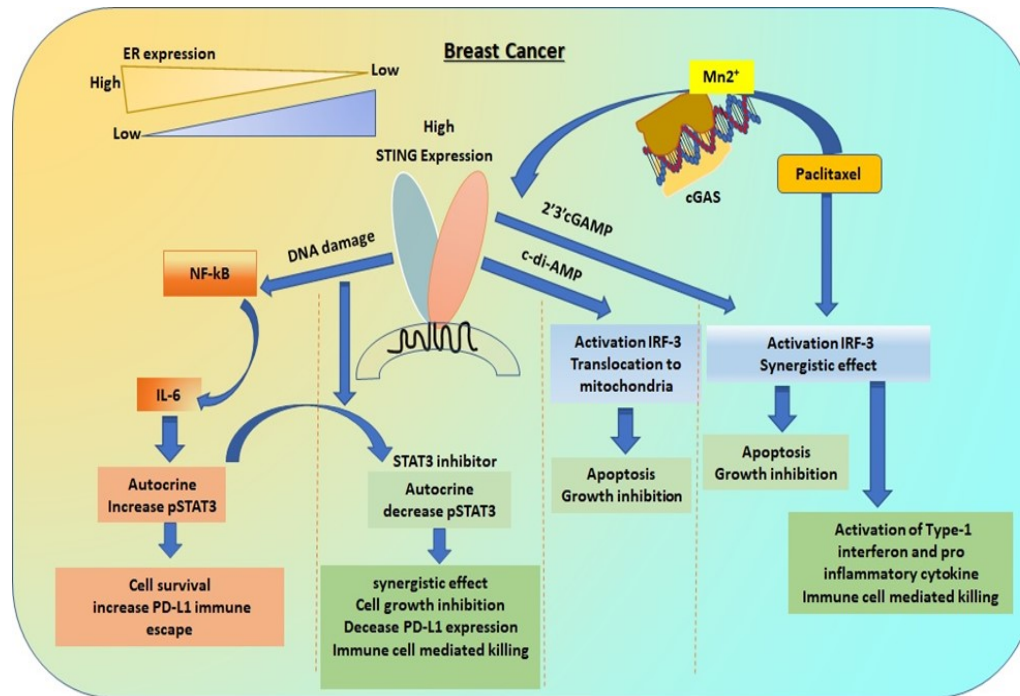 Breast Cancer
ER expression
High
Low
Low
High
STING Expression
Mn2⁺
cGAS
Paclitaxel
2'3'cGAMP
c-di-AMP
DNA damage
NF-kB
IL-6
Autocrine
Increase pSTAT3
Cell survival
increase PD-L1 immune
escape
STAT3 inhibitor
Autocrine
decrease pSTAT3
synergistic effect
Cell growth inhibition
Decease PD-L1 expression
Immune cell mediated killing
Activation IRF-3
Translocation to
mitochondria
Apoptosis
Growth inhibition
Activation IRF-3
Synergistic effect
Apoptosis
Growth inhibition
Activation of Type-1
interferon and pro
inflammatory cytokine
Immune cell mediated killing